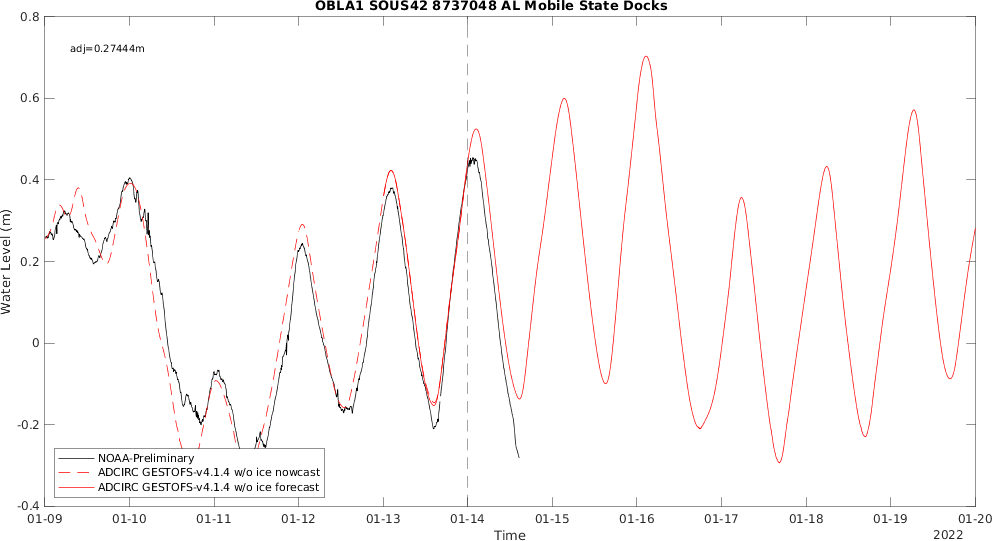 OBLA1 SOUS42 8737048 AL Mobile State Docks
adj=0.27444m
0.8
0.6
0.4
0.2
0
-0.2
-0.4
Water Level (m)
NOAA-Preliminary
ADCIRC GESTOFS-v4.1.4 w/o ice nowcast
ADCIRC GESTOFS-v4.1.4 w/o ice forecast
01-09 01-10 01-11 01-12 01-13 01-14 01-15 01-16 01-17 01-18 01-19 01-20
Time
2022